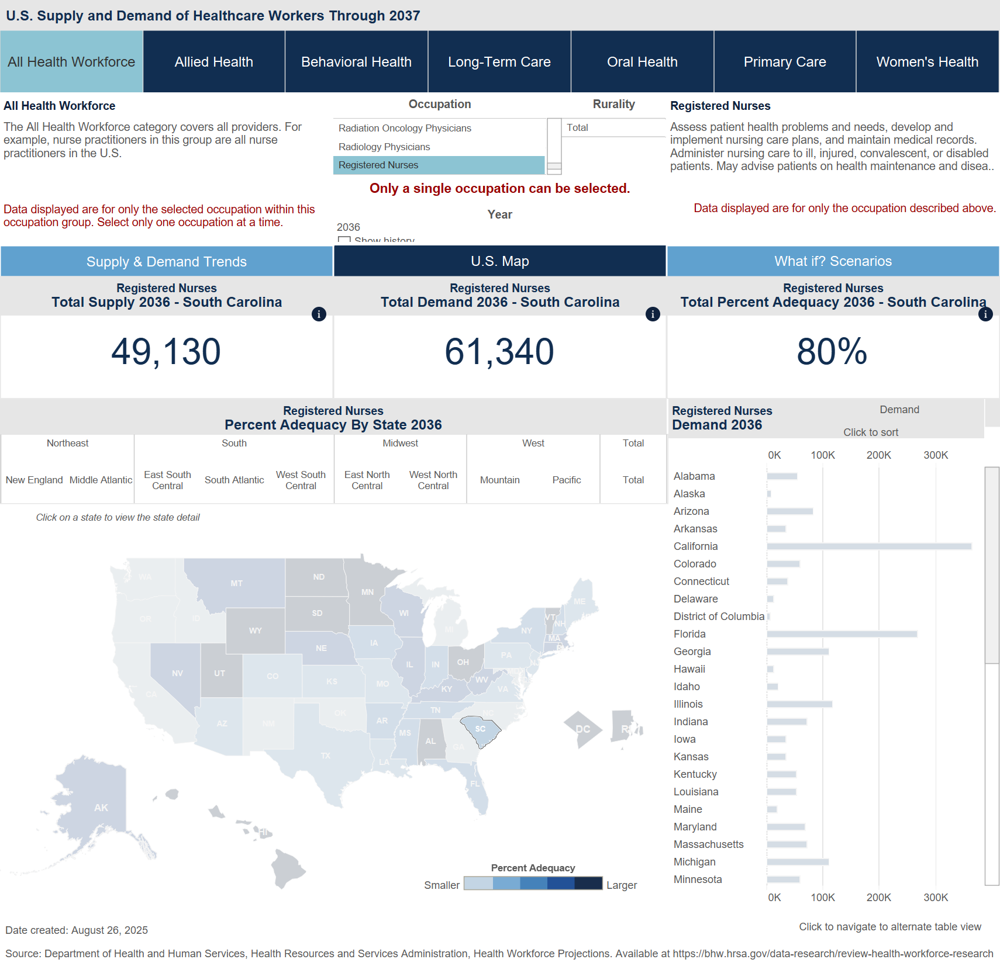 U.S. Supply and Demand of Healthcare Workers Through 2037
All Health Workforce
Allied Health
Behavioral Health
Long-Term Care
Oral Health
Primary Care
Women's Health
All Health Workforce
The All Health Workforce category covers all providers. For
example, nurse practitioners in this group are all nurse
practitioners in the U.S.
Data displayed are for only the selected occupation within this
occupation group. Select only one occupation at a time.
Occupation
Radiation Oncology Physicians
Radiology Physicians
Registered Nurses
Rurality
Total
Only a single occupation can be selected.
Year
2036
Show history
Registered Nurses
Assess patient health problems and needs, develop and
implement nursing care plans, and maintain medical records.
Administer nursing care to ill, injured, convalescent, or disabled
patients. May advise patients on health maintenance and disea..
Data displayed are for only the occupation described above.
Supply & Demand Trends
U.S. Map
What if? Scenarios
Registered Nurses
Total Supply 2036 - South Carolina
49,130
Registered Nurses
Total Demand 2036 - South Carolina
61,340
Registered Nurses
Total Percent Adequacy 2036 - South Carolina
80%
Registered Nurses
Percent Adequacy By State 2036
Northeast
South
Midwest
West
Total
New England
Middle Atlantic
East South
Central
South Atlantic
West South
Central
East North
Central
West North
Central
Mountain
Pacific
Total
Click on a state to view the state detail
WA
MT
ND
MN
OR
ID
WY
SD
WI
MI
ME
VT
NH
NY
MA
NV
UT
CO
NE
IA
IL
IN
OH
PA
NJ
CA
KS
MO
KY
WV
VA
AZ
NM
OK
AR
TN
NC
SC
MS
AL
GA
TX
LA
FL
DC
AK
HI
Percent Adequacy
Smaller
Larger
Registered Nurses
Demand 2036
Demand
Click to sort
0K 100K 200K 300K
Alabama
Alaska
Arizona
Arkansas
California
Colorado
Connecticut
Delaware
District of Columbia
Florida
Georgia
Hawaii
Idaho
Illinois
Indiana
Iowa
Kansas
Kentucky
Louisiana
Maine
Maryland
Massachusetts
Michigan
Minnesota
0K 100K 200K 300K
Date created: August 26, 2025
Click to navigate to alternate table view
Source: Department of Health and Human Services, Health Resources and Services Administration, Health Workforce Projections. Available at https://bhw.hrsa.gov/data-research/review-health-workforce-research